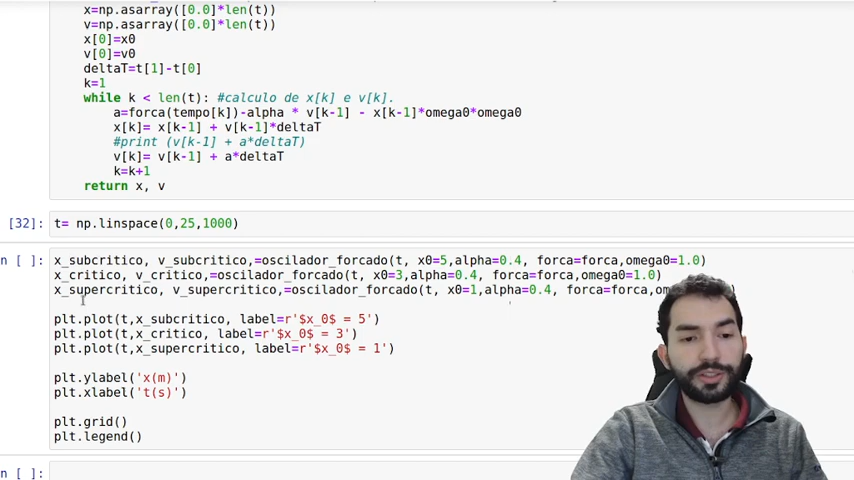 x=np.asarray([0.0]*len(t))
v=np.asarray([0.0]*len(t))
x[0]=x0
v[0]=v0
deltaT=t[1]-t[0]
k=1
while k < len(t): #calculo de x[k] e v[k].
a=forca(tempo[k])-alpha * v[k-1] - x[k-1]*omega0*omega0
x[k]= x[k-1] + v[k-1]*deltaT
#print (v[k-1] + a*deltaT)
v[k]= v[k-1] + a*deltaT
k=k+1
return x, v
[32]: t= np.linspace(0,25,1000)
n [ ]: x_subcritico, v_subcritico,=oscilador_forcado(t, x0=5,alpha=0.4, forca=forca,omega0=1.0)
x_critico, v_critico,=oscilador_forcado(t, x0=3,alpha=0.4, forca=forca,omega0=1.0)
x_supercritico, v_supercritico,=oscilador_forcado(t, x0=1,alpha=0.4, forca=forca,om
plt.plot(t,x_subcritico, label=r'$x_0$ = 5')
plt.plot(t,x_critico, label=r'$x_0$ = 3')
plt.plot(t,x_supercritico, label=r'$x_0$ = 1')
plt.ylabel('x(m)')
plt.xlabel('t(s)')
plt.grid()
plt.legend()
n [ ]: